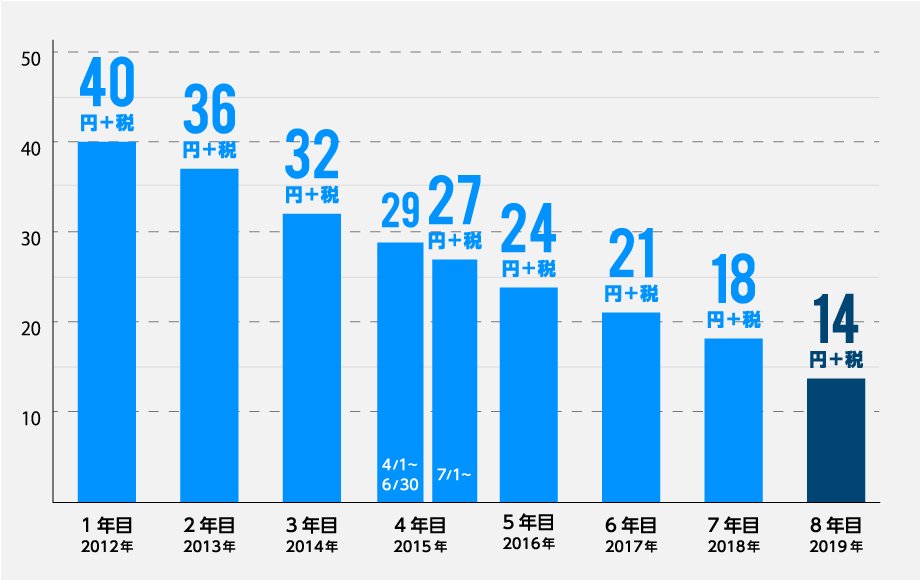 50
40
30
20
10
40
円+税
36
円+税
32
円+税
29
27
円+税
24
円+税
21
円+税
18
円+税
14
円+税
4/1~
6/30
7/1~
1年目
2012年
2年目
2013年
3年目
2014年
4年目
2015年
5年目
2016年
6年目
2017年
7年目
2018年
8年目
2019年